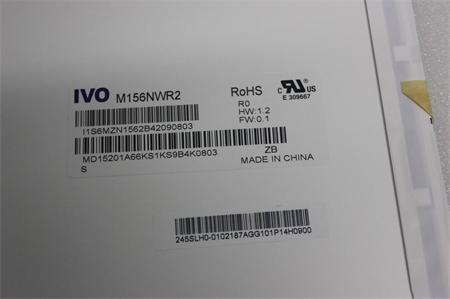 IVO M156NWR2 RoHS
R0
E 309667
HW:1.2
FW:0.1
I1S6MZN1562B42090803
ZB
MD15201A66KS1KS9B4K0803
MADE IN CHINA
S
245SLH0-0102187AGG101P14H0900